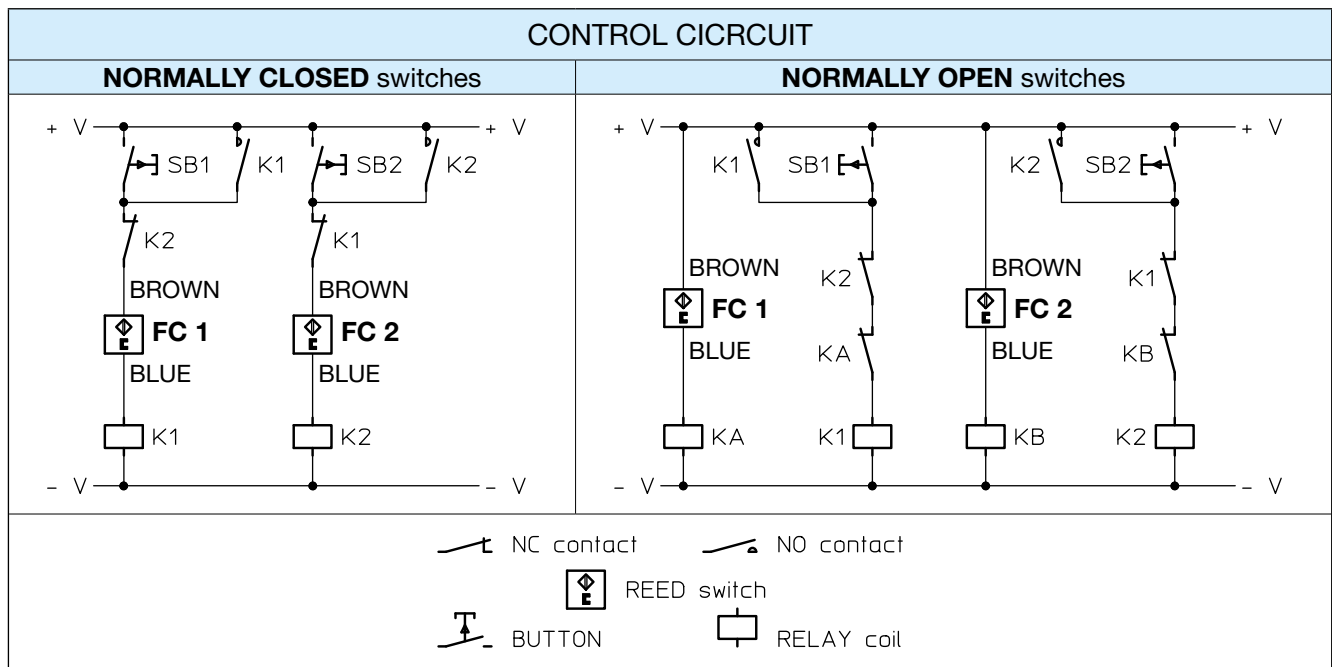 CONTROL CICRCUIT
NORMALLY CLOSED switches
NORMALLY OPEN switches
+ V
+ V
SB1
K1
SB2
K2
K2
K1
BROWN
BROWN
FC 1
FC 2
BLUE
BLUE
K1
K2
- V
- V
+ V
+ V
K1
SB1
K2
SB2
BROWN
K2
BROWN
K1
FC 1
FC 2
BLUE
KA
BLUE
KB
KA
K1
KB
K2
- V
- V
NC contact
NO contact
REED switch
BUTTON
RELAY coil